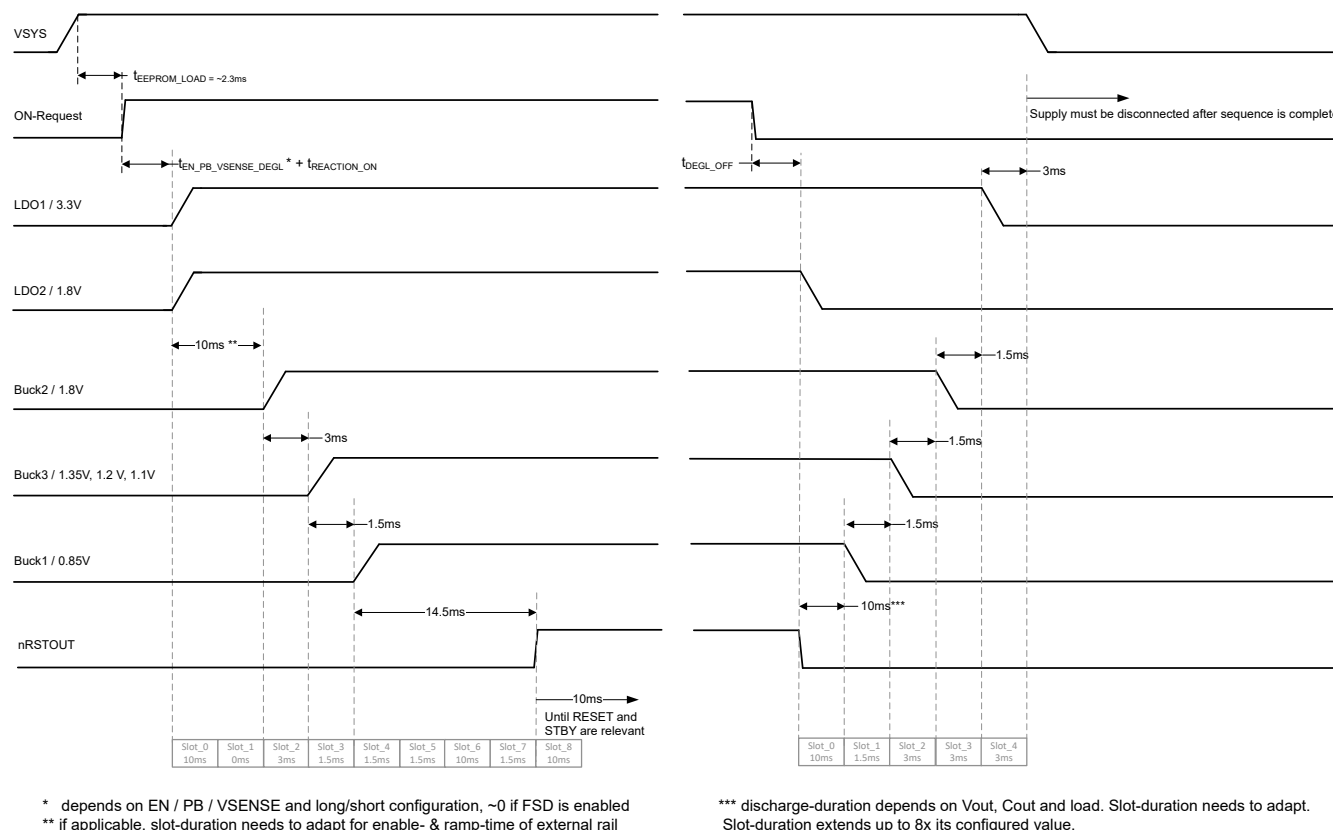 VSYS
tEEPROM_LOAD = ~2.3ms
ON-Request
Supply must be disconnected after sequence is complete
tEN_PB_VSENSE_DEGL * + tREACTION_ON
tDEGL_OFF
3ms
LDO1 / 3.3V
LDO2 / 1.8V
10ms **
1.5ms
Buck2 / 1.8V
3ms
1.5ms
Buck3 / 1.35V, 1.2 V, 1.1V
1.5ms
1.5ms
Buck1 / 0.85V
14.5ms
10ms***
nRSTOUT
10ms
Until RESET and
STBY are relevant
Slot_0 Slot_1 Slot_2 Slot_3 Slot_4 Slot_5 Slot_6 Slot_7 Slot_8
10ms 0ms 3ms 1.5ms 1.5ms 1.5ms 10ms 1.5ms 10ms
Slot_0 Slot_1 Slot_2 Slot_3 Slot_4
10ms 1.5ms 3ms 3ms 3ms
* depends on EN / PB / VSENSE and long/short configuration, ~0 if FSD is enabled
** if applicable, slot-duration needs to adapt for enable- & ramp-time of external rail
*** discharge-duration depends on Vout, Cout and load. Slot-duration needs to adapt.
Slot-duration extends up to 8x its configured value.